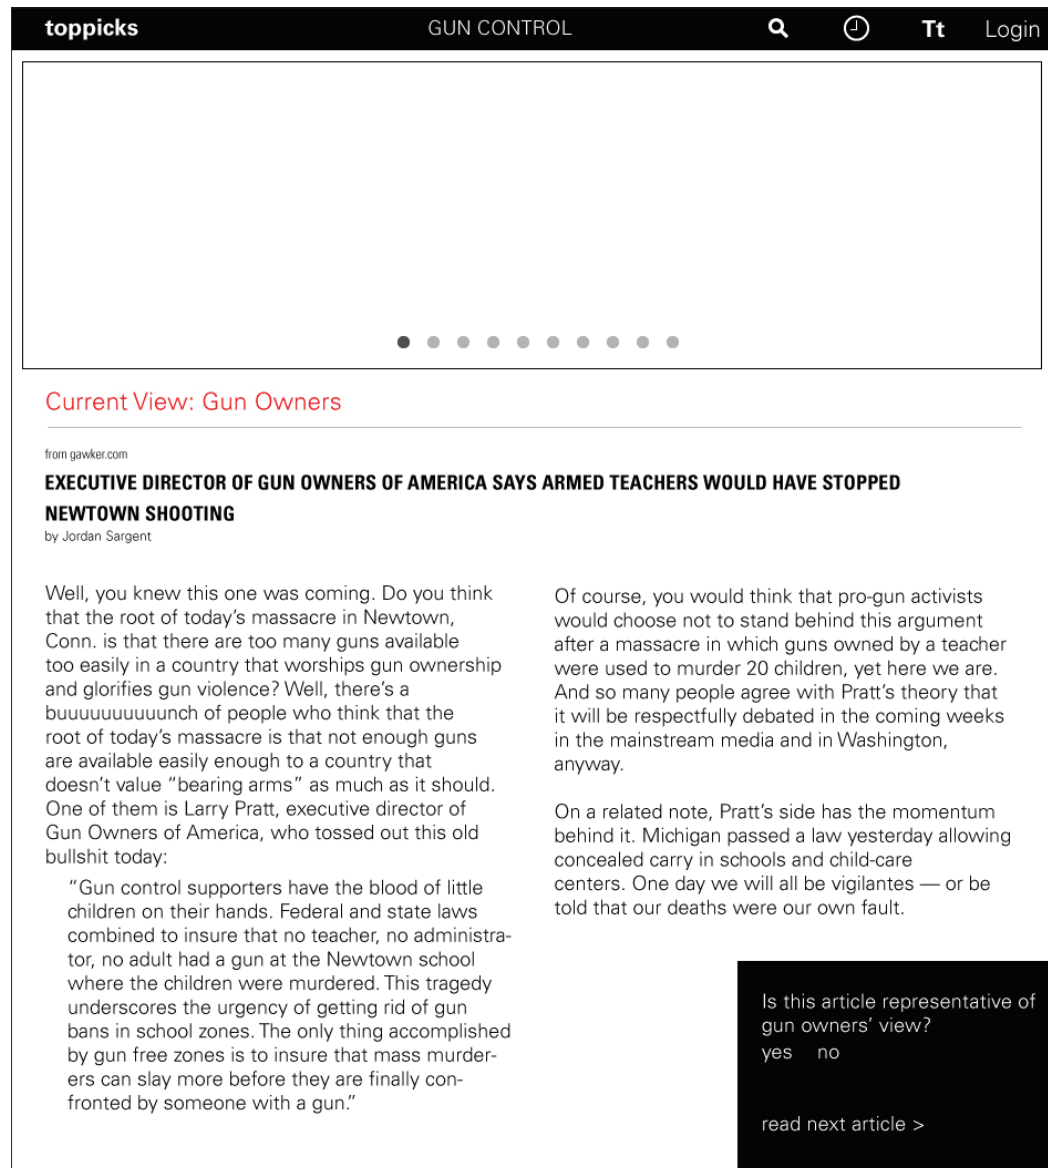 toppicks GUN CONTROL Tt Login
Current View: Gun Owners
from gawker.com
EXECUTIVE DIRECTOR OF GUN OWNERS OF AMERICA SAYS ARMED TEACHERS WOULD HAVE STOPPED
NEWTOWN SHOOTING
by Jordan Sargent
Well, you knew this one was coming. Do you think
that the root of today's massacre in Newtown,
Conn. is that there are too many guns available
too easily in a country that worships gun ownership
and glorifies gun violence? Well, there's a
buuuuuuuuuunch of people who think that the
root of today's massacre is that not enough guns
are available easily enough to a country that
doesn't value “bearing arms” as much as it should.
One of them is Larry Pratt, executive director of
Gun Owners of America, who tossed out this old
bullshit today:
“Gun control supporters have the blood of little
children on their hands. Federal and state laws
combined to insure that no teacher, no administra-
tor, no adult had a gun at the Newtown school
where the children were murdered. This tragedy
underscores the urgency of getting rid of gun
bans in school zones. The only thing accomplished
by gun free zones is to insure that mass murder-
ers can slay more before they are finally con-
fronted by someone with a gun.”
Of course, you would think that pro-gun activists
would choose not to stand behind this argument
after a massacre in which guns owned by a teacher
were used to murder 20 children, yet here we are.
And so many people agree with Pratt's theory that
it will be respectfully debated in the coming weeks
in the mainstream media and in Washington,
anyway.
On a related note, Pratt's side has the momentum
behind it. Michigan passed a law yesterday allowing
concealed carry in schools and child-care
centers. One day we will all be vigilantes — or be
told that our deaths were our own fault.
Is this article representative of
gun owners' view?
yes no
read next article >